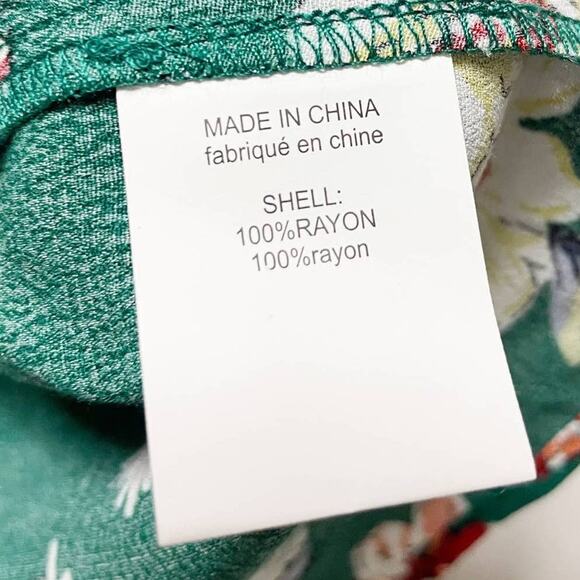 MADE IN CHINA
fabriqué en chine
SHELL:
100%RAYON
100%rayon